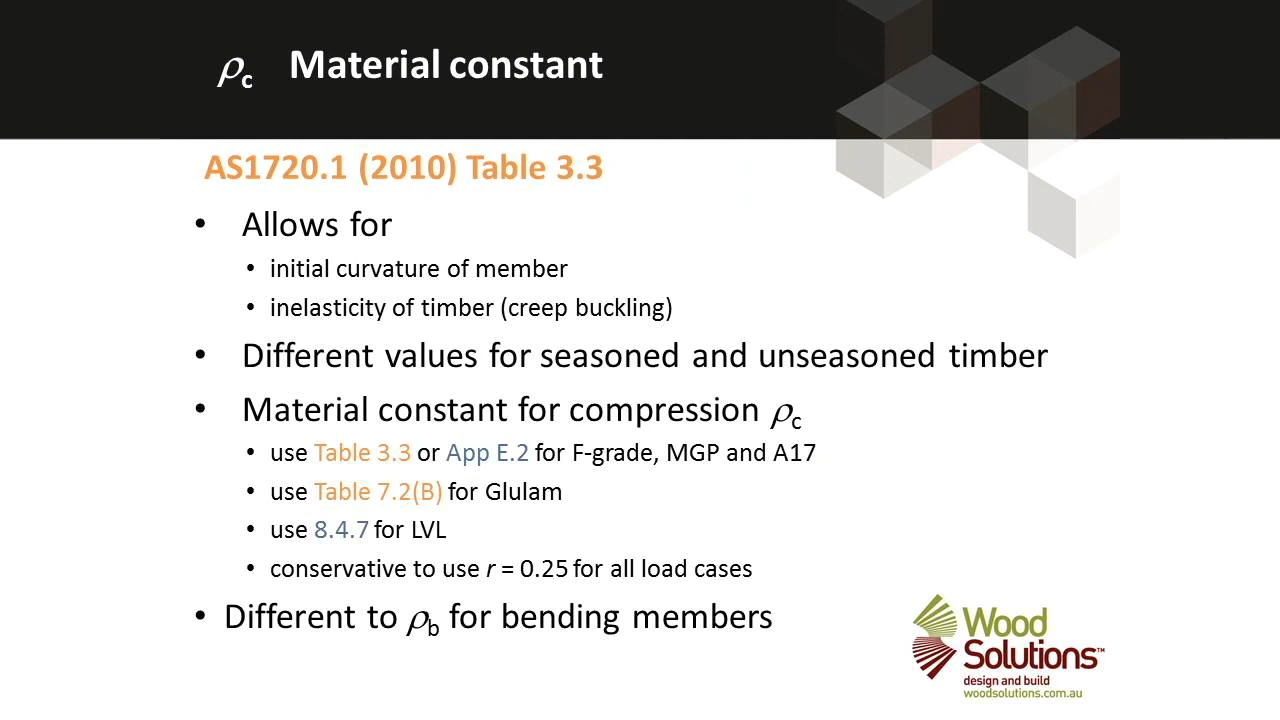 ρc Material constant
AS1720.1 (2010) Table 3.3
• Allows for
• initial curvature of member
• inelasticity of timber (creep buckling)
• Different values for seasoned and unseasoned timber
• Material constant for compression ρc
• use Table 3.3 or App E.2 for F-grade, MGP and A17
• use Table 7.2(B) for Glulam
• use 8.4.7 for LVL
• conservative to use r = 0.25 for all load cases
• Different to ρb for bending members
Wood
Solutions™
design and build
woodsolutions.com.au